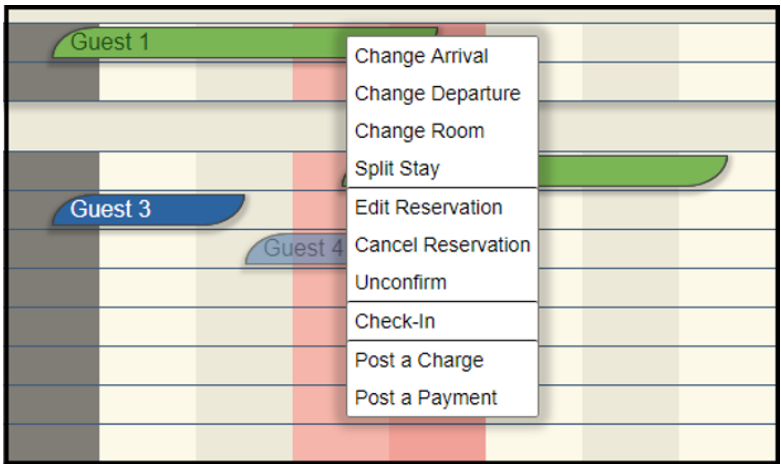 Guest 1
Change Arrival
Change Departure
Change Room
Split Stay
Guest 3
Edit Reservation
Guest 4
Cancel Reservation
Unconfirm
Check-In
Post a Charge
Post a Payment